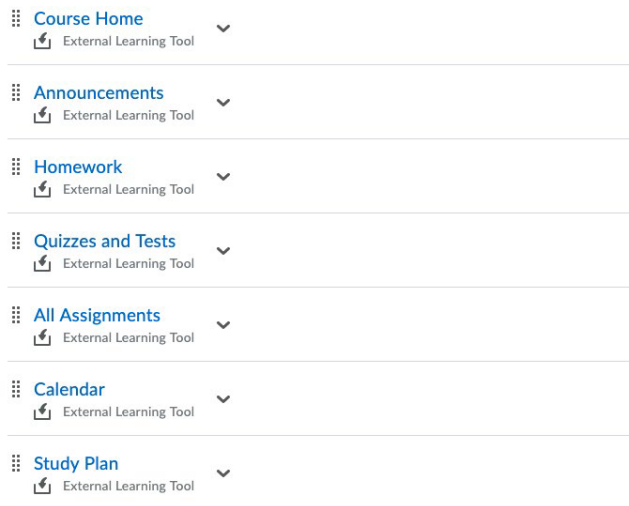 Course Home
External Learning Tool
Announcements
External Learning Tool
Homework
External Learning Tool
Quizzes and Tests
External Learning Tool
All Assignments
External Learning Tool
Calendar
External Learning Tool
Study Plan
External Learning Tool